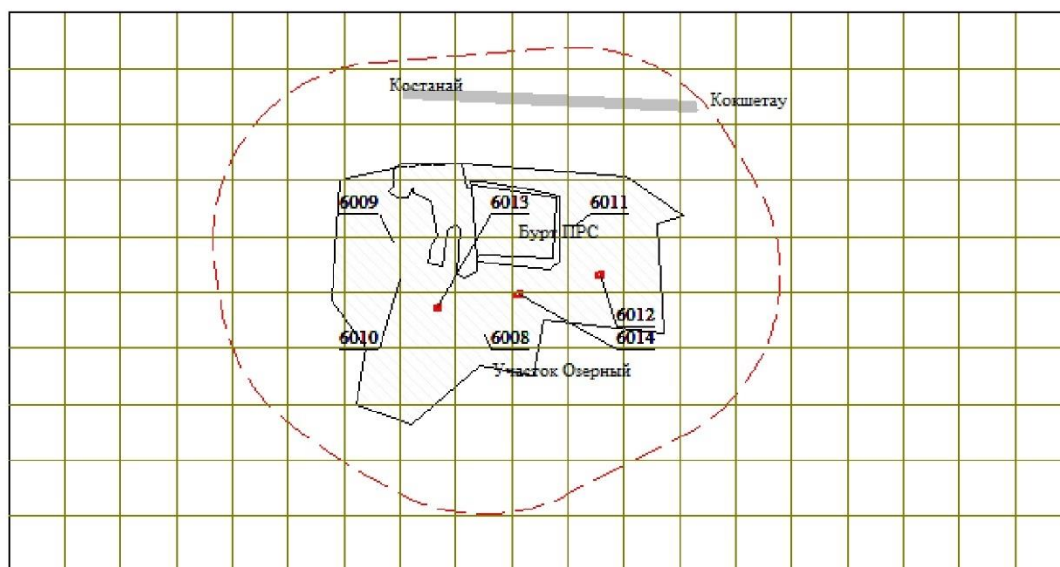 Костанай
Кокшетау
6009
6013
6011
Бурт ПРС
6012
6010
6008
6014
Участок Озерный